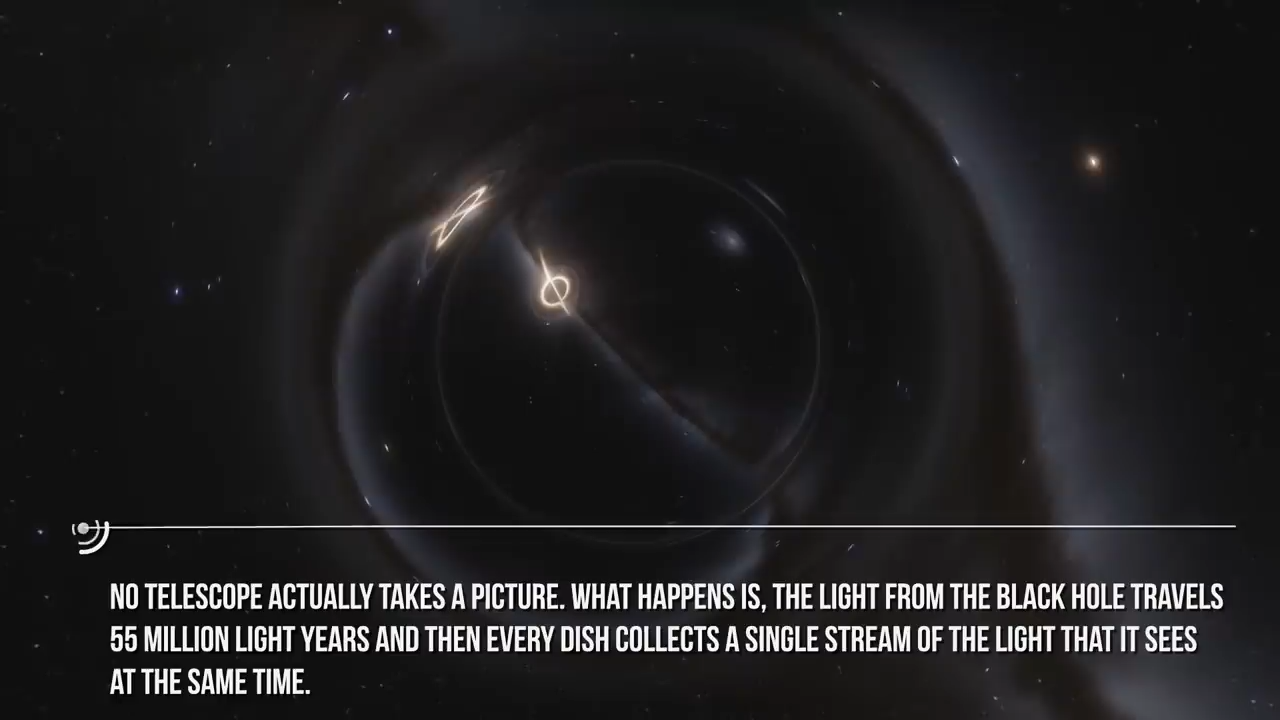 NO TELESCOPE ACTUALLY TAKES A PICTURE. WHAT HAPPENS IS, THE LIGHT FROM THE BLACK HOLE TRAVELS
55 MILLION LIGHT YEARS AND THEN EVERY DISH COLLECTS A SINGLE STREAM OF THE LIGHT THAT IT SEES
AT THE SAME TIME.